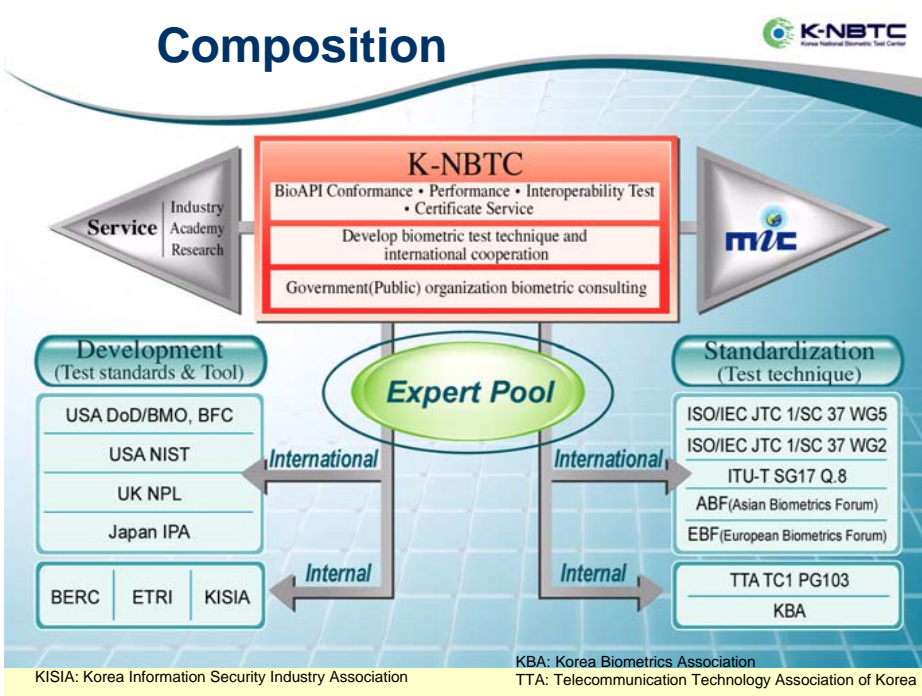 Composition
K-NBTC
Korea National Biometric Test Center
K-NBTC
BioAPI Conformance • Performance • Interoperability Test
• Certificate Service
Develop biometric test technique and
international cooperation
Government(Public) organization biometric consulting
Service
Industry
Academy
Research
mic
Development
(Test standards & Tool)
USA DoD/BMO, BFC
USA NIST
UK NPL
Japan IPA
BERC
ETRI
KISIA
Expert Pool
International
Internal
International
Internal
Standardization
(Test technique)
ISO/IEC JTC 1/SC 37 WG5
ISO/IEC JTC 1/SC 37 WG2
ITU-T SG17 Q.8
ABF(Asian Biometrics Forum)
EBF(European Biometrics Forum)
TTA TC1 PG103
KBA
KISIA: Korea Information Security Industry Association
KBA: Korea Biometrics Association
TTA: Telecommunication Technology Association of Korea